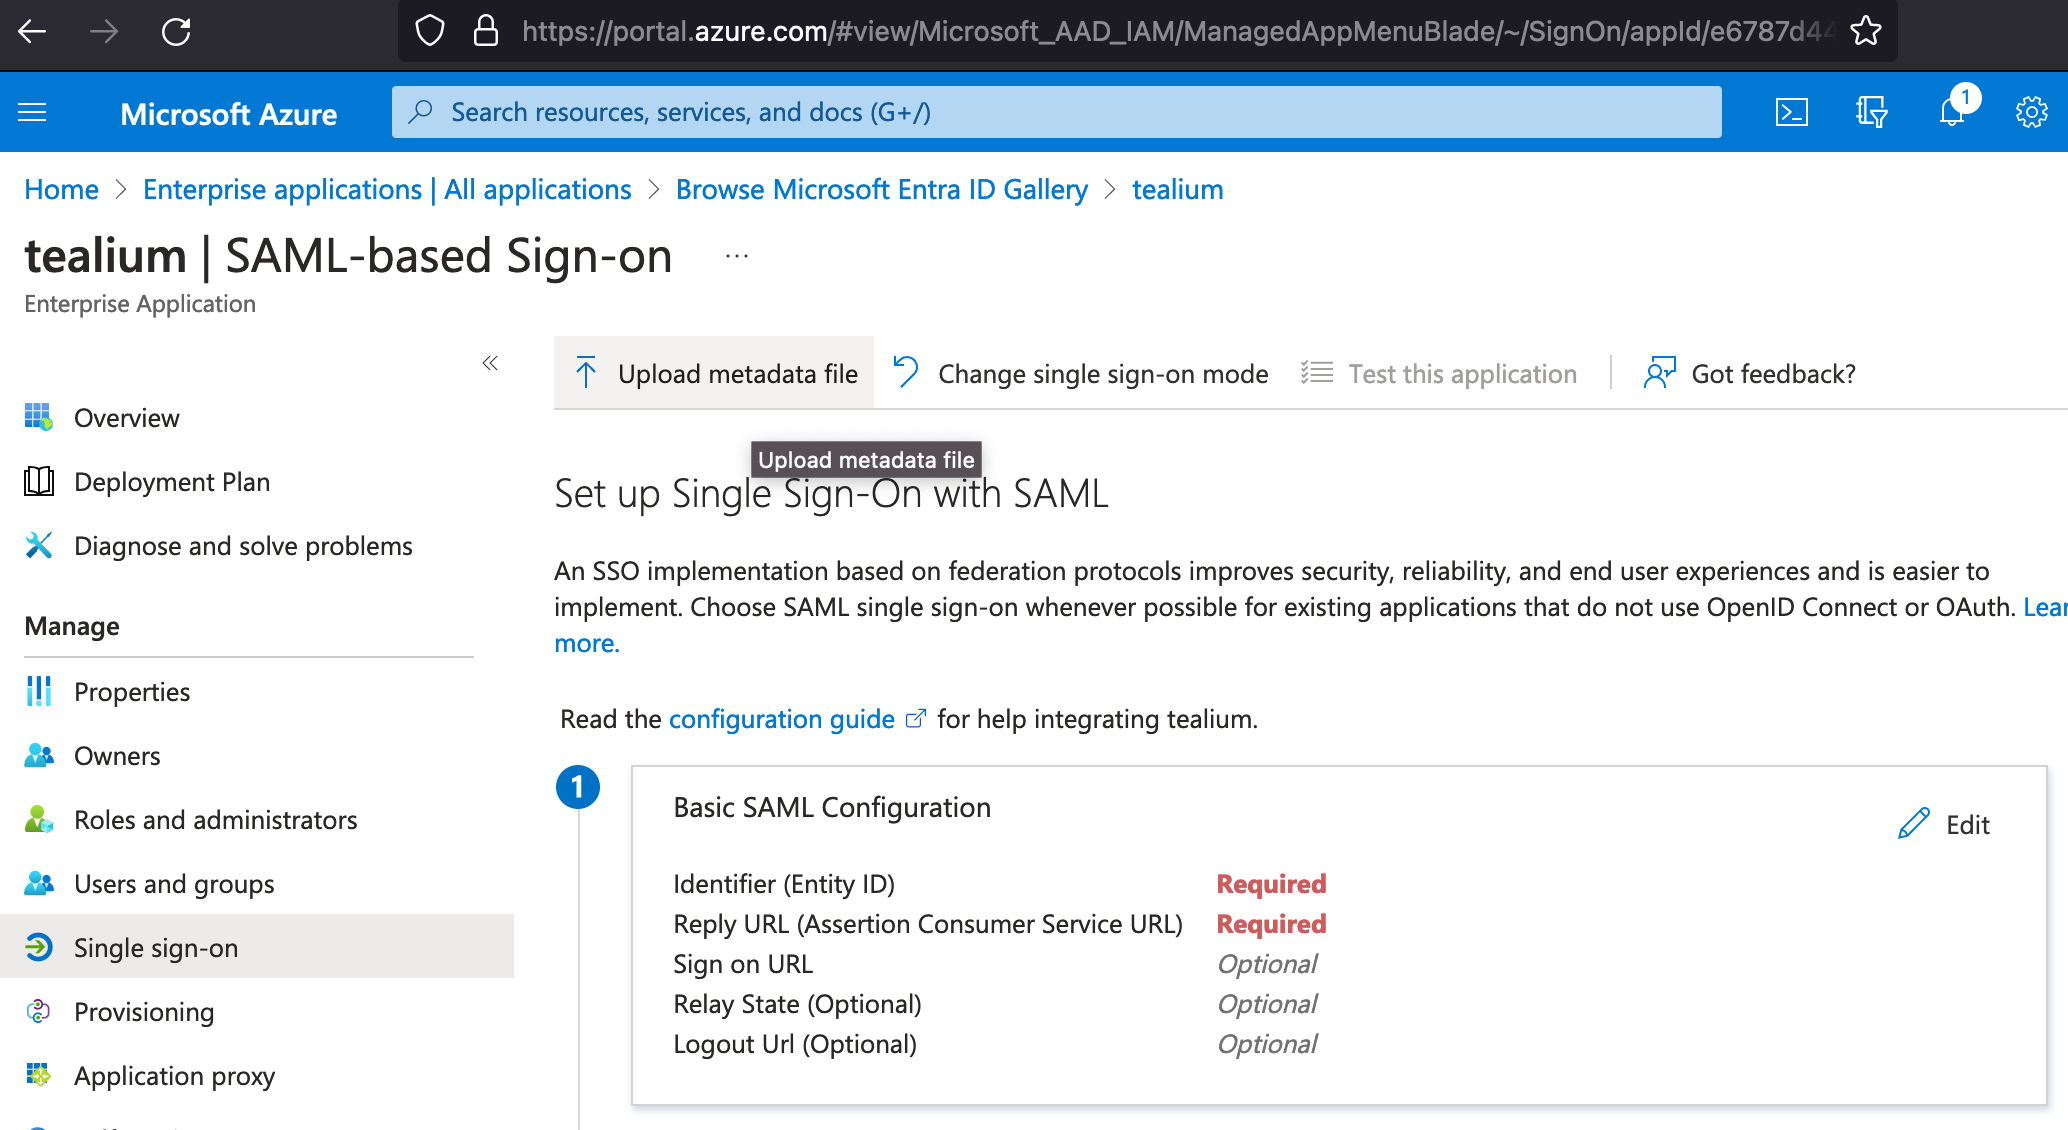 https://portal.azure.com/#view/Microsoft_AAD_IAM/ManagedAppMenuBlade/~/SignOn/appId/e6787d44
Microsoft Azure
Search resources, services, and docs (G+/)
1
Home > Enterprise applications | All applications > Browse Microsoft Entra ID Gallery > tealium
tealium | SAML-based Sign-on ...
Enterprise Application
«
Upload metadata file
Change single sign-on mode
Test this application
Got feedback?
Upload metadata file
Overview
Deployment Plan
Diagnose and solve problems
Manage
Properties
Owners
Roles and administrators
Users and groups
Single sign-on
Provisioning
Application proxy
Set up Single Sign-On with SAML
An SSO implementation based on federation protocols improves security, reliability, and end user experiences and is easier to
implement. Choose SAML single sign-on whenever possible for existing applications that do not use OpenID Connect or OAuth. Lear
more.
Read the configuration guide for help integrating tealium.
1
Basic SAML Configuration
Edit
Identifier (Entity ID) Required
Reply URL (Assertion Consumer Service URL) Required
Sign on URL Optional
Relay State (Optional) Optional
Logout Url (Optional) Optional